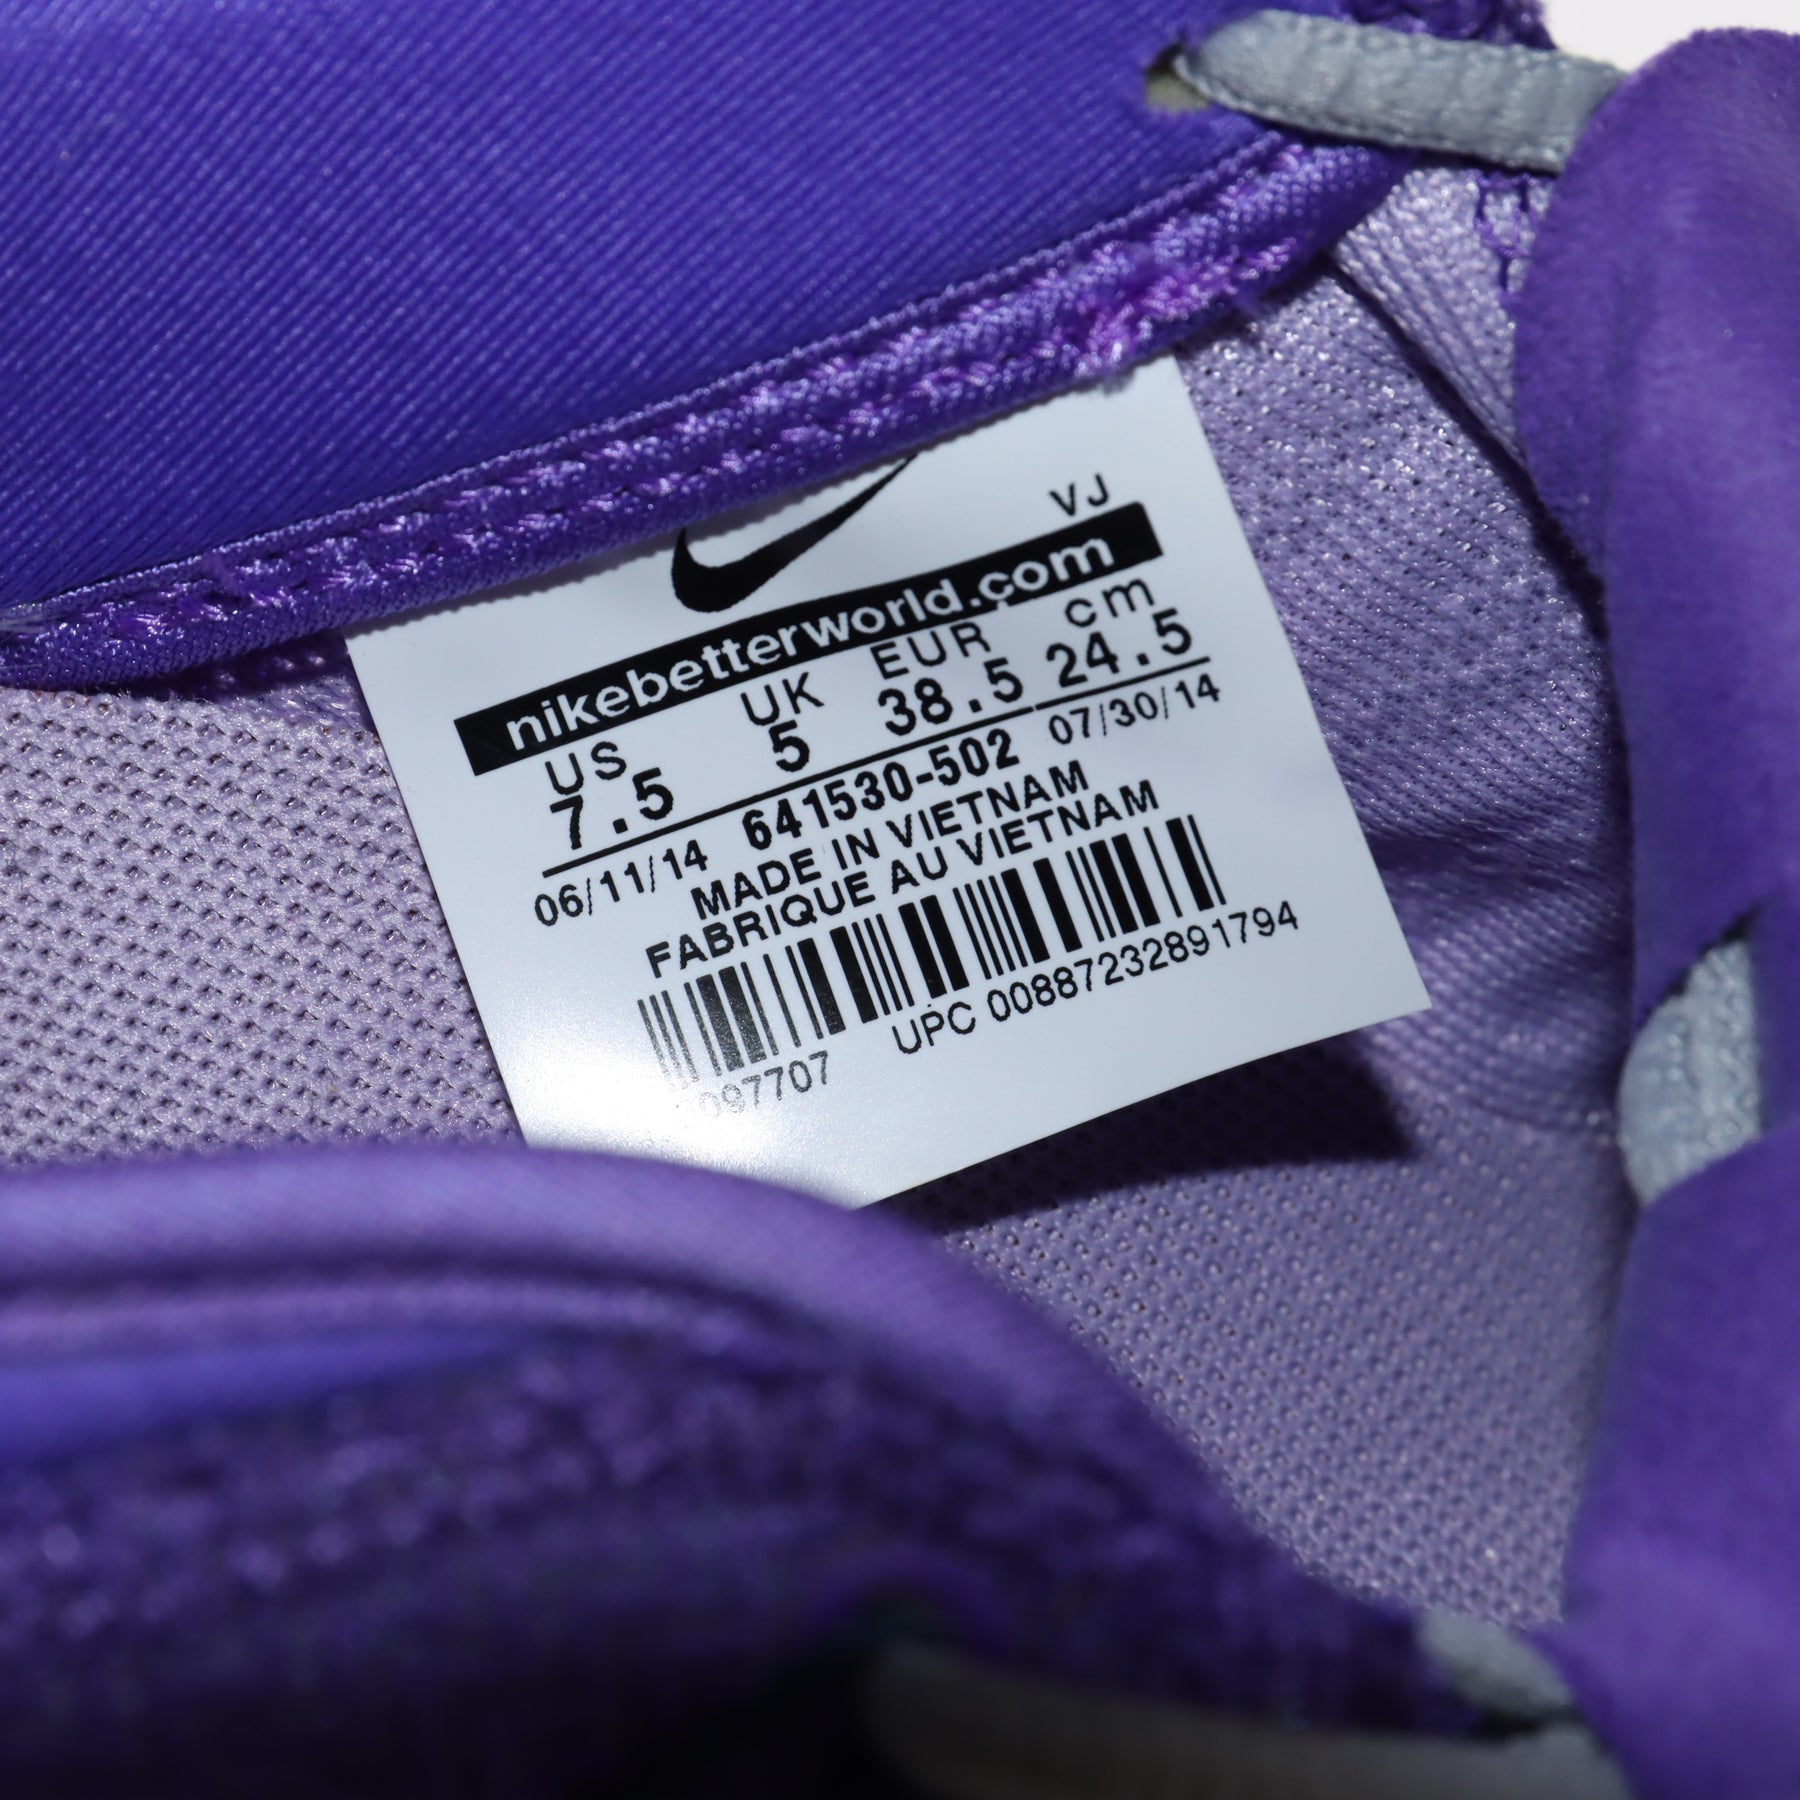 VJ
nikebetterworld.com
US UK EUR cm
7.5 5 38.5 24.5
06/11/14 641530-502 07/30/14
MADE IN VIETNAM
FABRIQUE AU VIETNAM
UPC 00887232891794